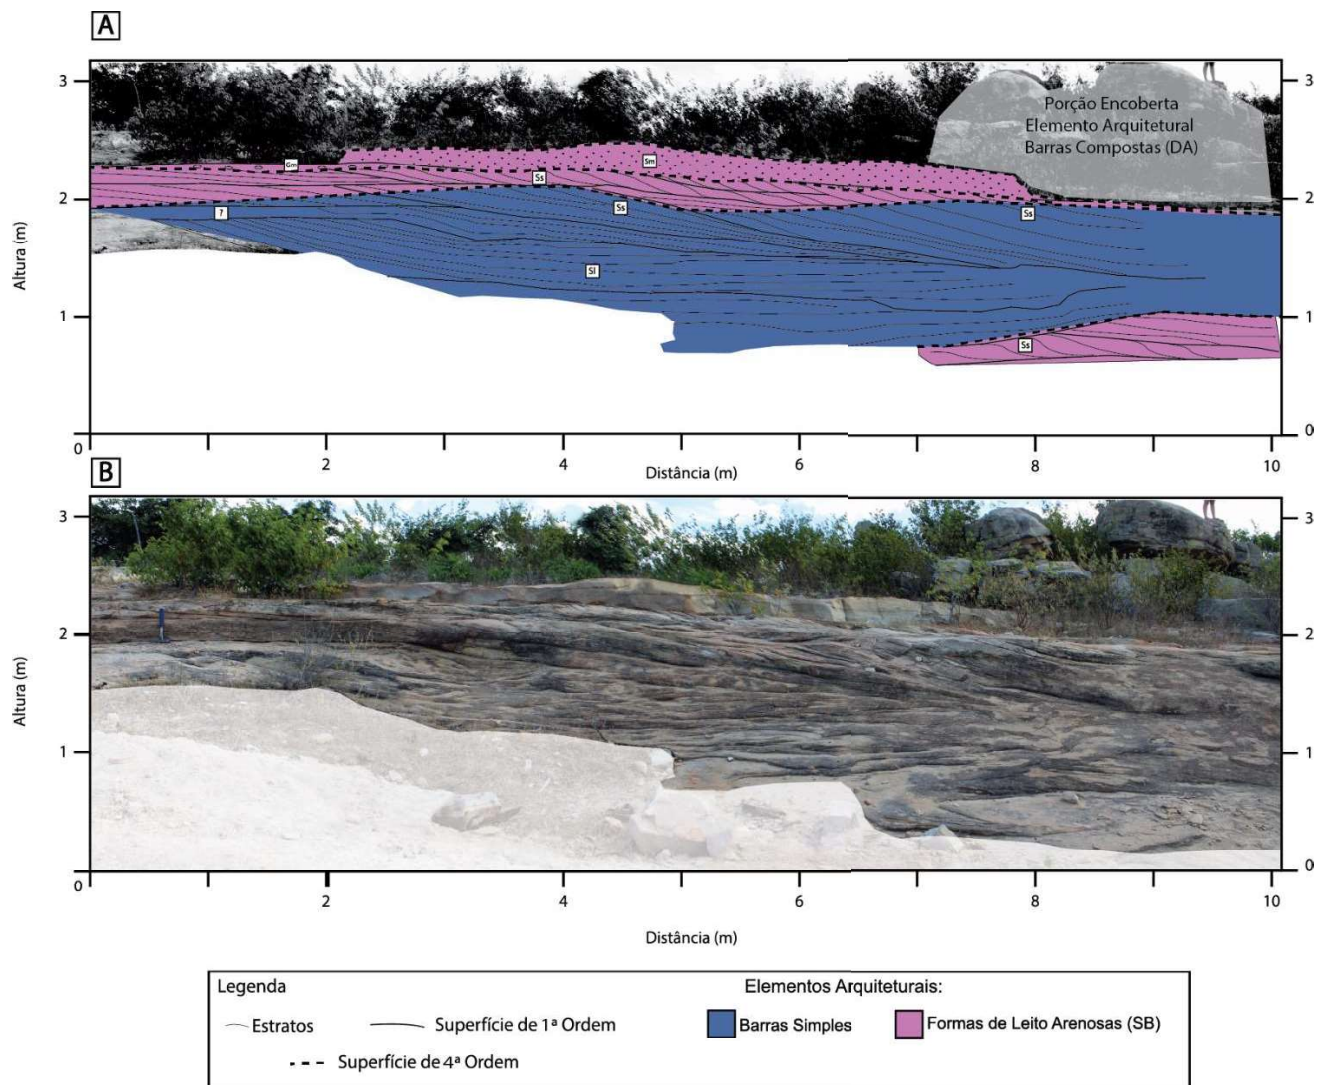 A
3
3
Porção Encoberta
Elemento Arquitetural
Barras Compostas (DA)
Gm
Sm
Ss
2
2
?
Ss
Ss
Altura (m)
Sl
1
1
Ss
0
0
2
4
6
8
10
Distância (m)
B
3
3
2
2
Altura (m)
1
1
0
0
2
4
6
8
10
Distância (m)
Legenda
Elementos Arquiteturais:
Estratos
Superfície de 1ª Ordem
Barras Simples
Formas de Leito Arenosas (SB)
Superfície de 4ª Ordem